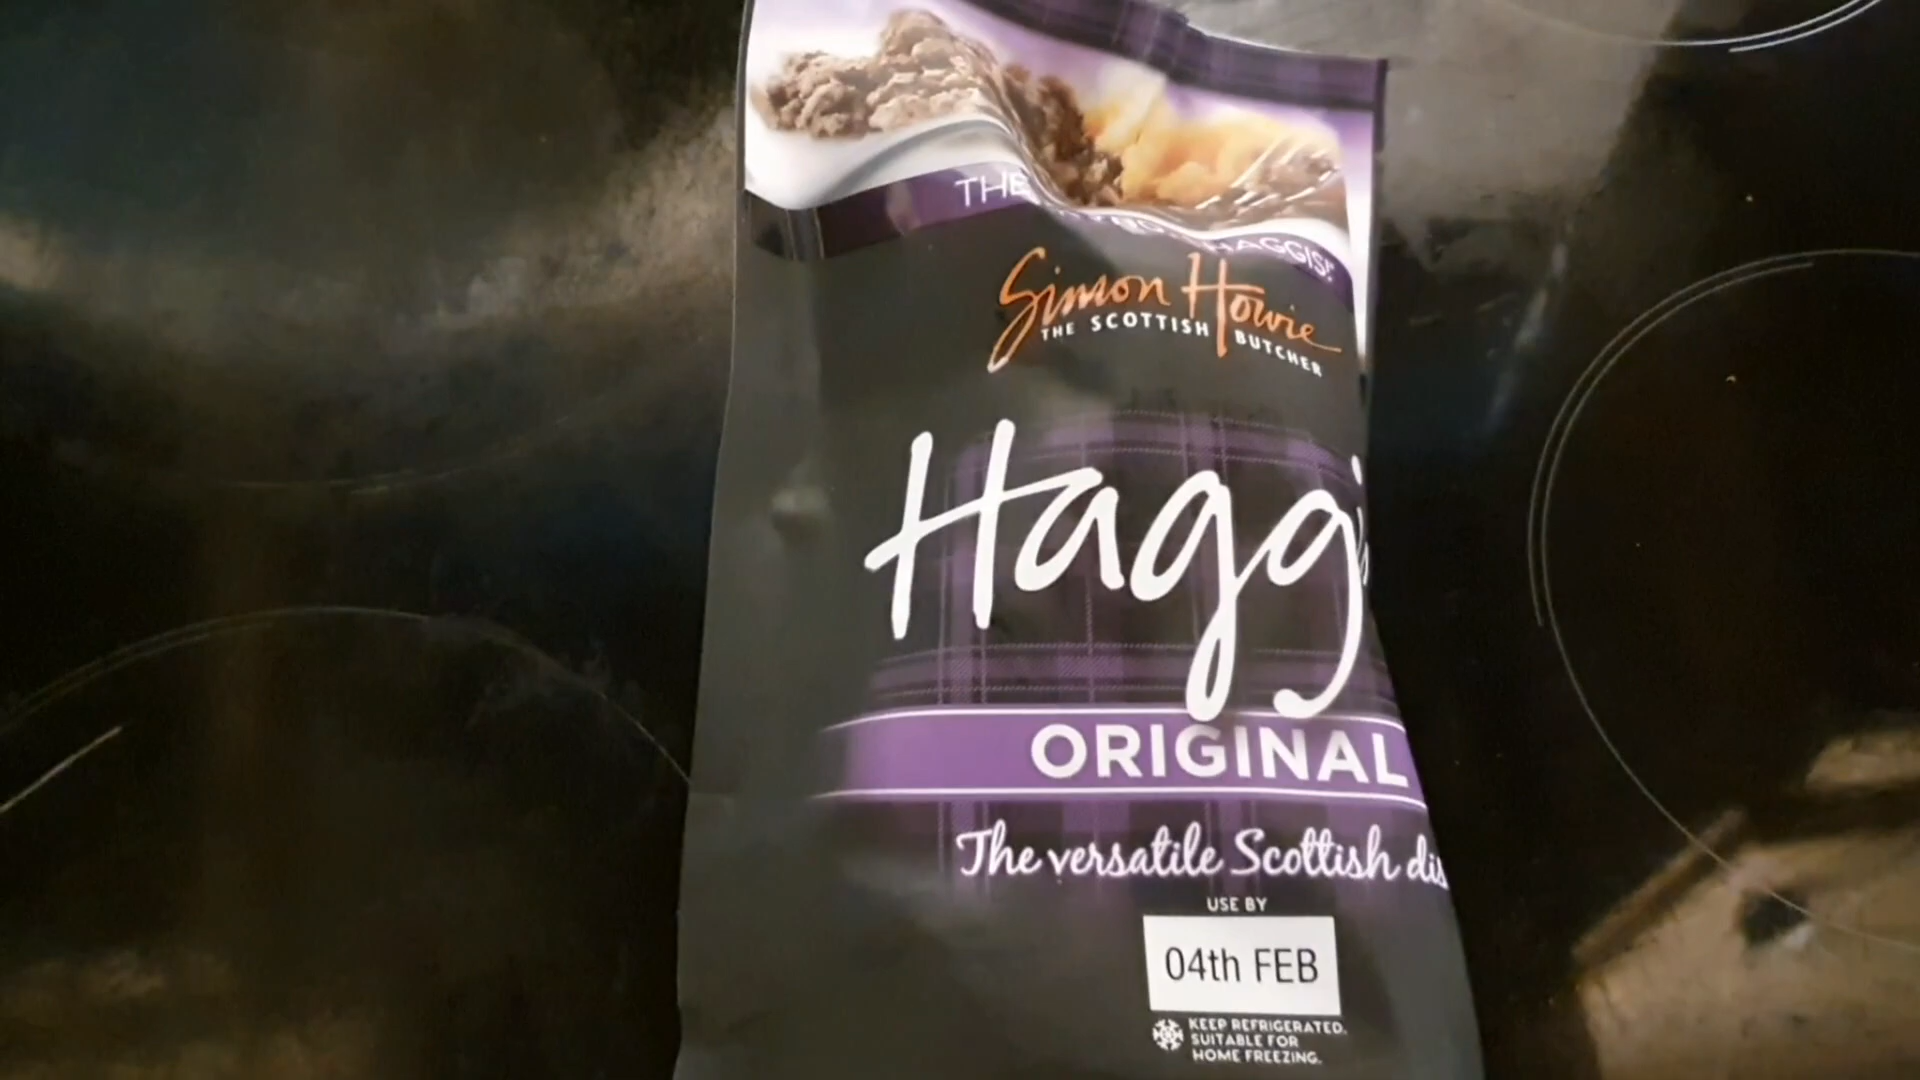 THE
HAGGIS!
Simon Howie
THE SCOTTISH BUTCHER
Hagg
ORIGINAL
The versatile Scottish dis
USE BY
04th FEB
KEEP REFRIGERATED.
SUITABLE FOR
HOME FREEZING.